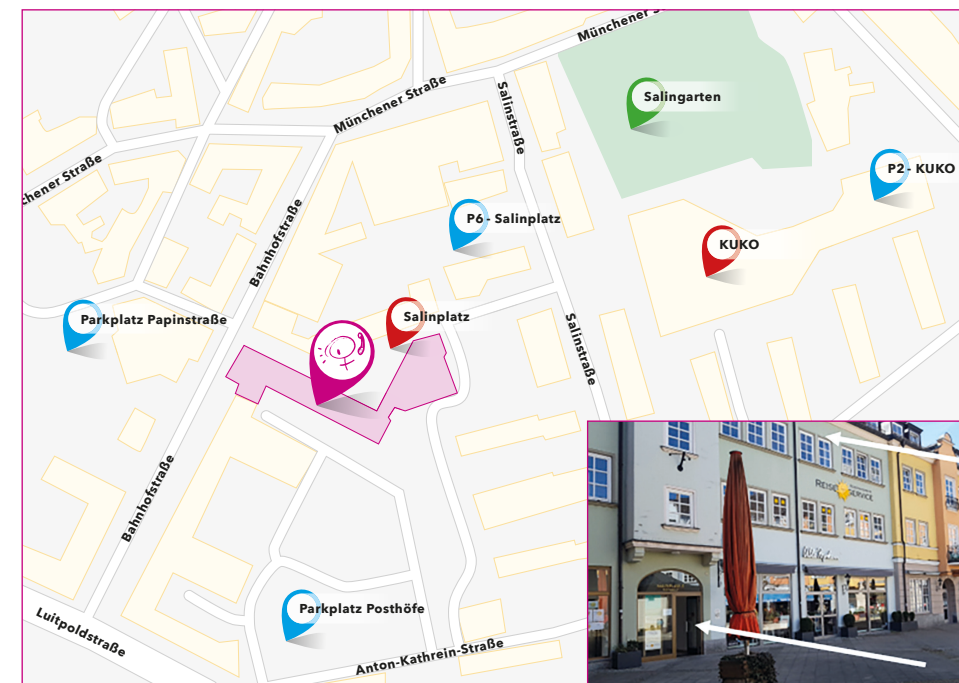 Münchener S
Salingarten
Münchener Straße
Salinstraße
chener Straße
P2 - KUKO
Bahnhofstraße
P6 - Salinplatz
KUKO
Parkplatz Papinstraße
Salinplatz
Salinstraße
Bahnhofstraße
REISE SERVICE
Parkplatz Posthöfe
Luitpoldstraße
Anton-Kathrein-Straße